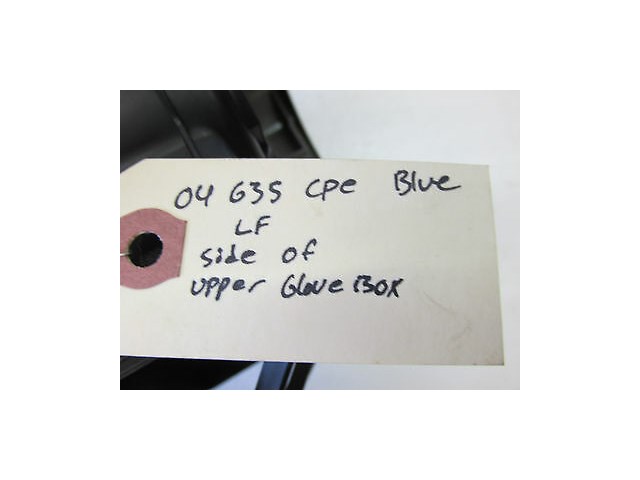 04 G35 cpe Blue
LF
side of
upper Glove Box